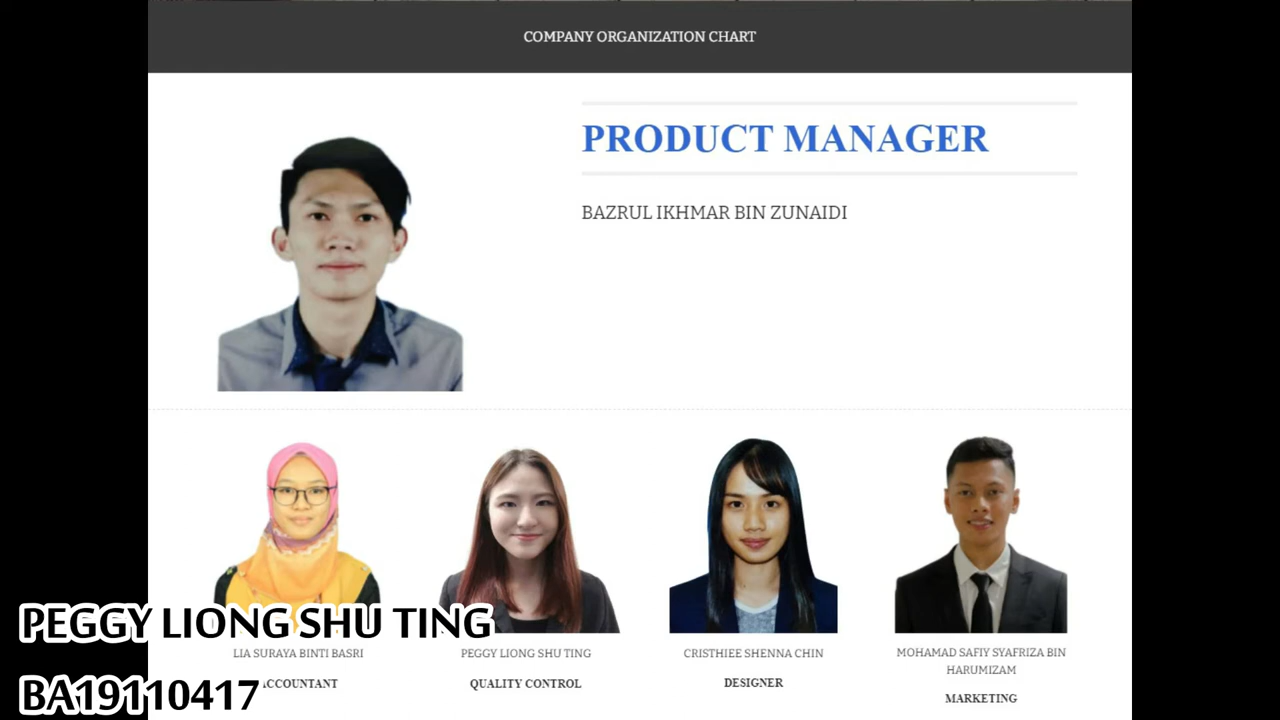 COMPANY ORGANIZATION CHART
PRODUCT MANAGER
BAZRUL IKHMAR BIN ZUNAIDI
LIA SURAYA BINTI BASRI
ACCOUNTANT
PEGGY LIONG SHU TING
QUALITY CONTROL
CRISTHIEE SHENNA CHIN
DESIGNER
MOHAMAD SAFIY SYAFRIZA BIN
HARUMIZAM
MARKETING
PEGGY LIONG SHU TING
BA19110417